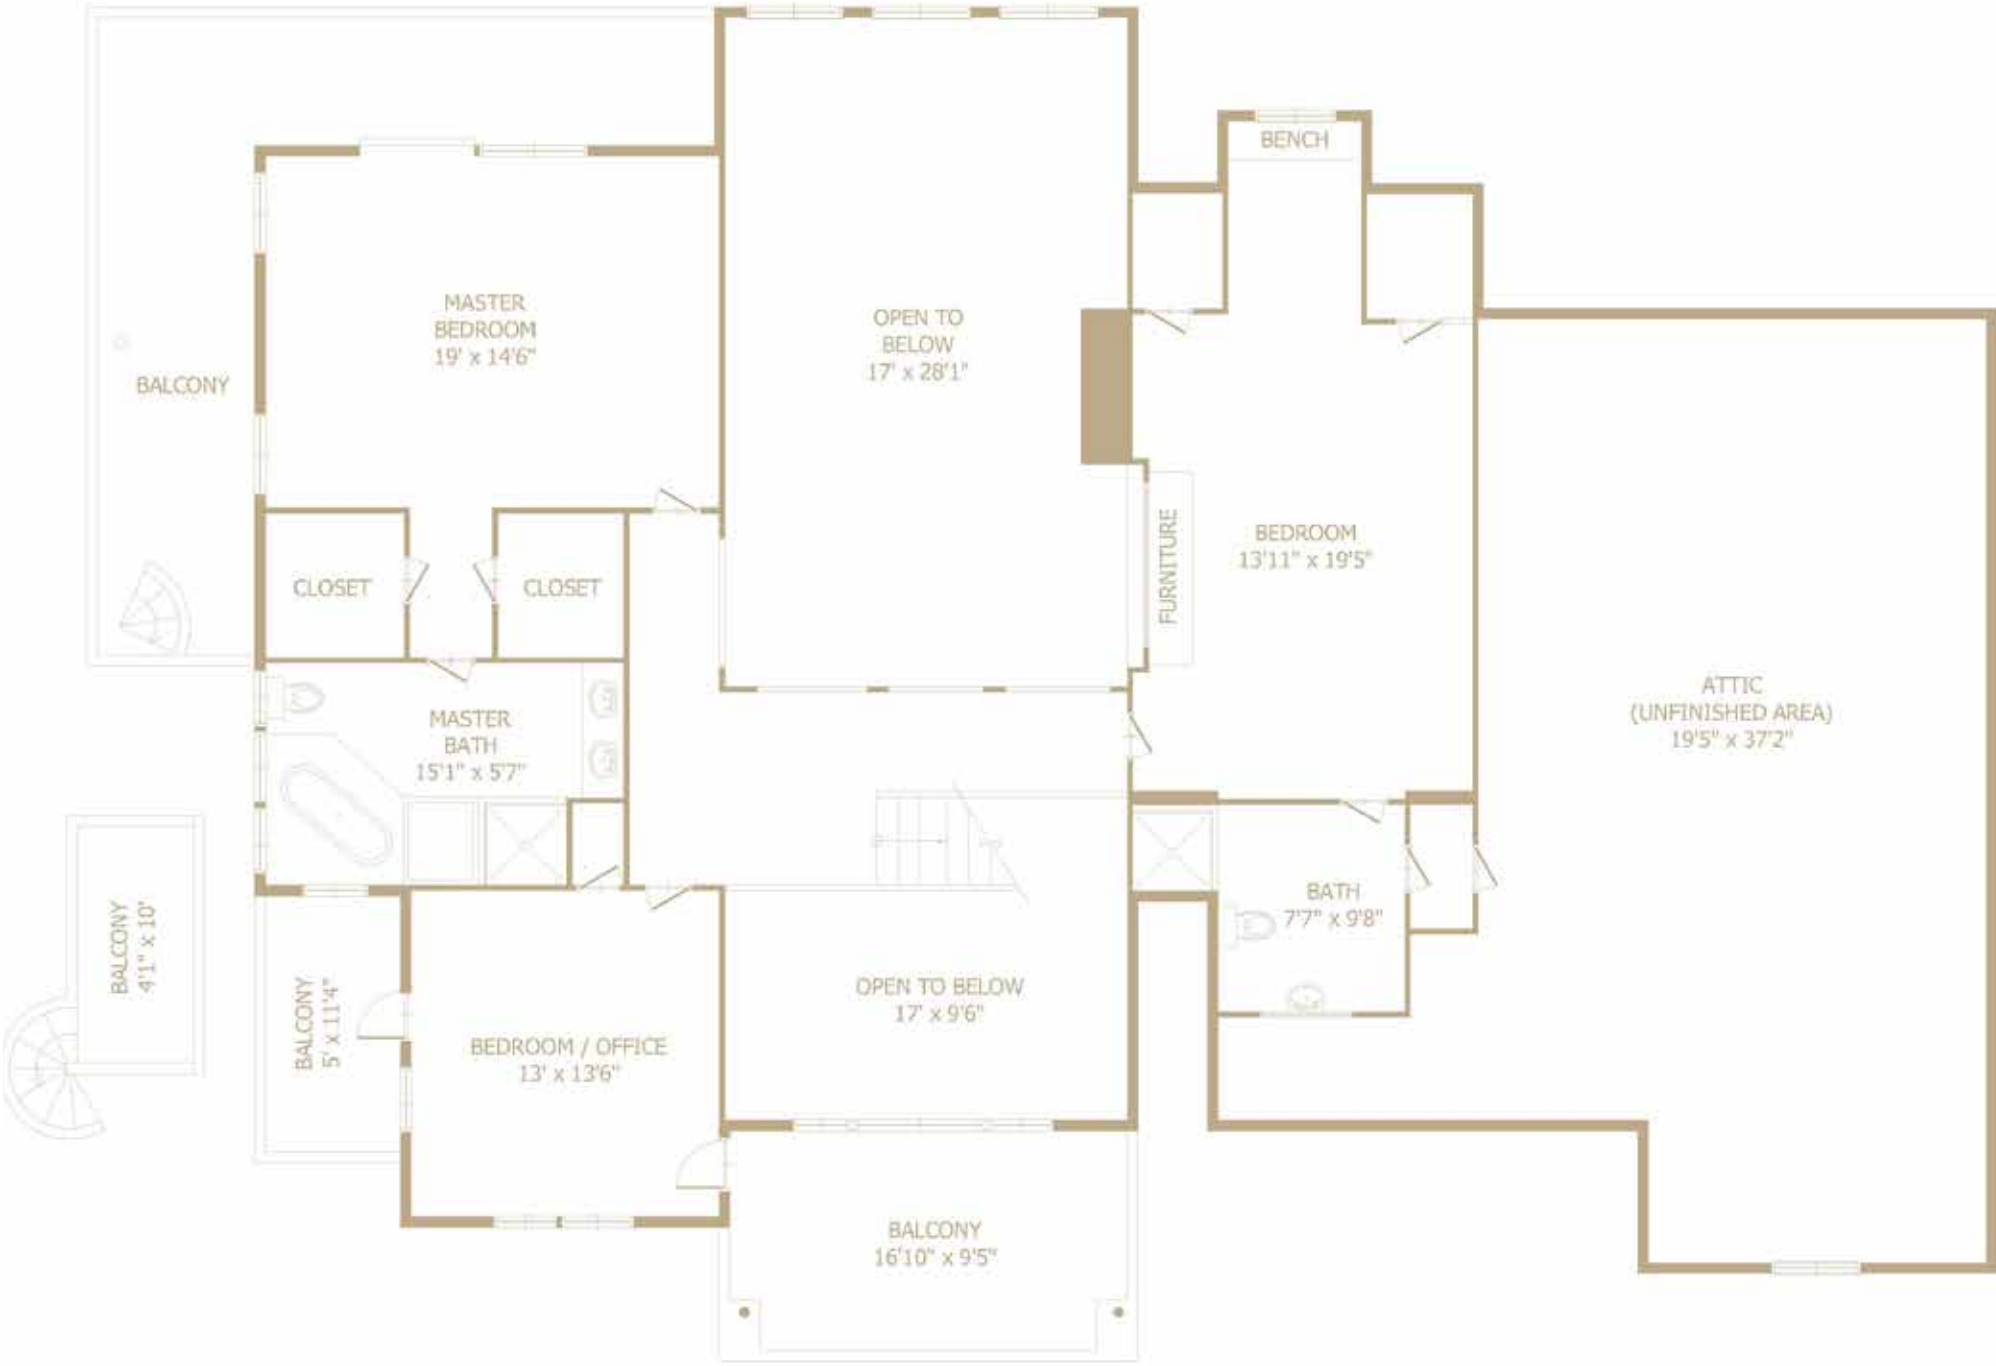 BENCH
MASTER
BEDROOM
19' x 14'6"
OPEN TO
BELOW
17' x 28'1"
BALCONY
FURNITURE
BEDROOM
13'11" x 19'5"
CLOSET
CLOSET
ATTIC
(UNFINISHED AREA)
19'5" x 37'2"
MASTER
BATH
15'1" x 5'7"
BATH
7'7" x 9'8"
BALCONY
4'1" x 10'
BALCONY
5' x 11'4"
OPEN TO BELOW
17' x 9'6"
BEDROOM / OFFICE
13' x 13'6"
BALCONY
16'10" x 9'5"